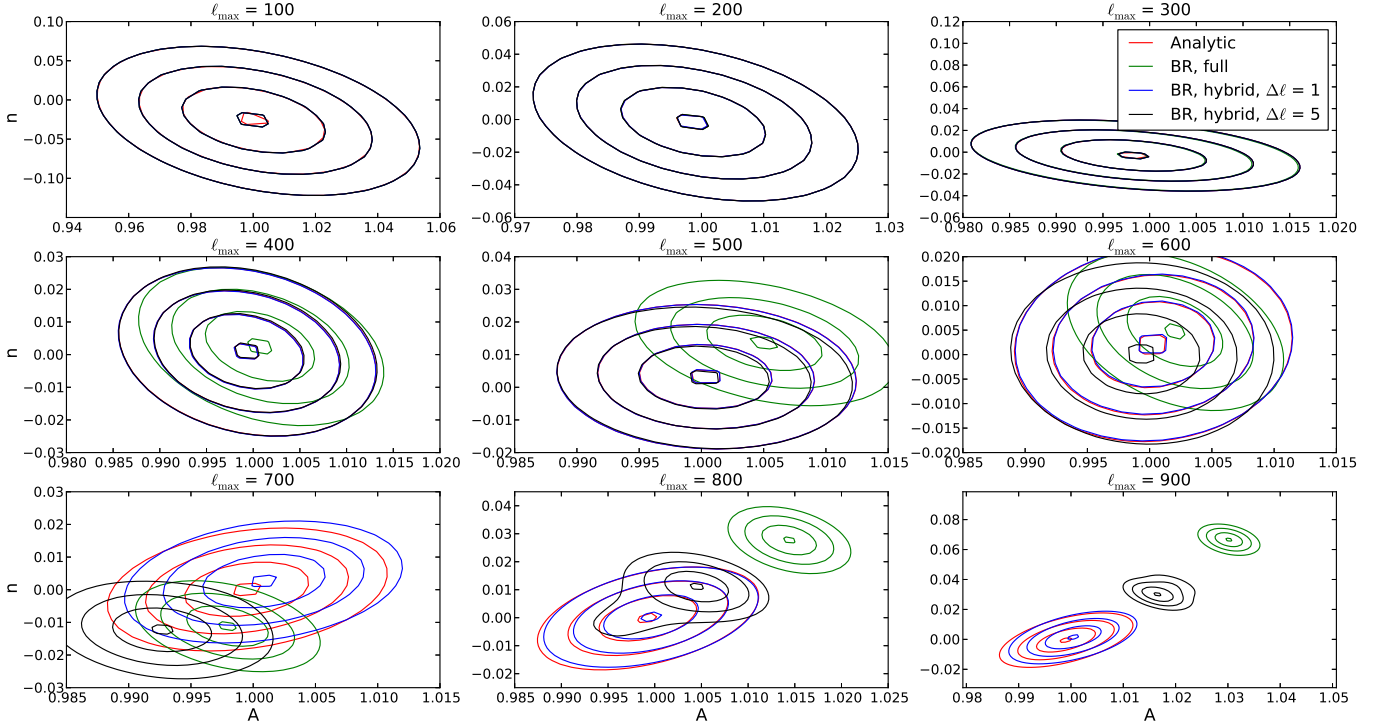 ℓmax = 100
ℓmax = 200
ℓmax = 300
0.10
0.05
0.00
−0.05
−0.10
−0.15
n
0.94 0.96 0.98 1.00 1.02 1.04 1.06
0.06
0.04
0.02
0.00
−0.02
−0.04
−0.06
0.97 0.98 0.99 1.00 1.01 1.02 1.03
0.12
0.10
0.08
0.06
0.04
0.02
0.00
−0.02
−0.04
−0.06
0.980 0.985 0.990 0.995 1.000 1.005 1.010 1.015 1.020
Analytic
BR, full
BR, hybrid, Δℓ = 1
BR, hybrid, Δℓ = 5
ℓmax = 400
ℓmax = 500
ℓmax = 600
0.03
0.02
0.01
0.00
−0.01
−0.02
−0.03
n
0.980 0.985 0.990 0.995 1.000 1.005 1.010 1.015 1.020
0.04
0.03
0.02
0.01
0.00
−0.01
−0.02
0.985 0.990 0.995 1.000 1.005 1.010 1.015
0.020
0.015
0.010
0.005
0.000
−0.005
−0.010
−0.015
−0.020
0.985 0.990 0.995 1.000 1.005 1.010 1.015
ℓmax = 700
ℓmax = 800
ℓmax = 900
0.03
0.02
0.01
0.00
−0.01
−0.02
−0.03
n
0.985 0.990 0.995 1.000 1.005 1.010 1.015
A
0.04
0.03
0.02
0.01
0.00
−0.01
−0.02
0.985 0.990 0.995 1.000 1.005 1.010 1.015 1.020 1.025
A
0.08
0.06
0.04
0.02
0.00
−0.02
0.98 0.99 1.00 1.01 1.02 1.03 1.04 1.05
A